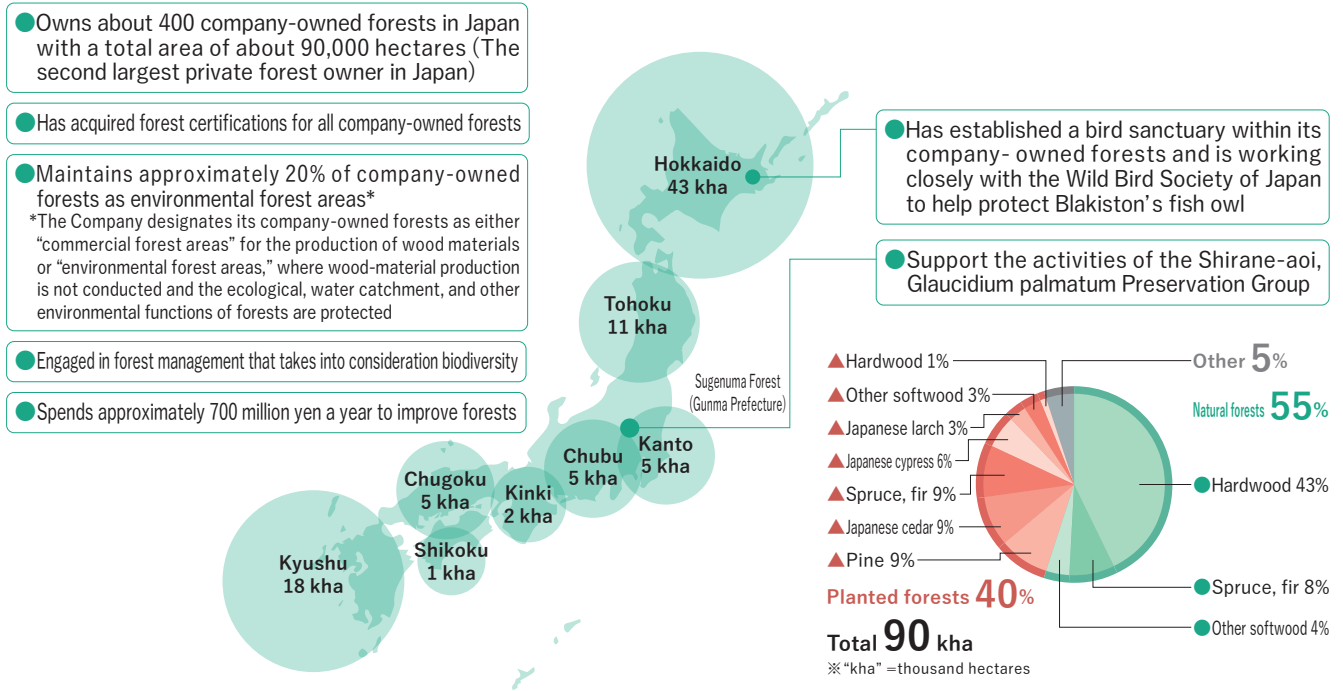 ●Owns about 400 company-owned forests in Japan
with a total area of about 90,000 hectares (The
second largest private forest owner in Japan)
●Has acquired forest certifications for all company-owned forests
●Maintains approximately 20% of company-owned
forests as environmental forest areas*
*The Company designates its company-owned forests as either
“commercial forest areas” for the production of wood materials
or “environmental forest areas,” where wood-material production
is not conducted and the ecological, water catchment, and other
environmental functions of forests are protected
●Engaged in forest management that takes into consideration biodiversity
●Spends approximately 700 million yen a year to improve forests
Hokkaido
43 kha
Tohoku
11 kha
Sugenuma Forest
(Gunma Prefecture)
Kanto
5 kha
Chubu
5 kha
Kinki
2 kha
Chugoku
5 kha
Shikoku
1 kha
Kyushu
18 kha
●Has established a bird sanctuary within its
company- owned forests and is working
closely with the Wild Bird Society of Japan
to help protect Blakiston’s fish owl
●Support the activities of the Shirane-aoi,
Glaucidium palmatum Preservation Group
▲Hardwood 1%
▲Other softwood 3%
▲Japanese larch 3%
▲Japanese cypress 6%
▲Spruce, fir 9%
▲Japanese cedar 9%
▲Pine 9%
Planted forests 40%
Other 5%
Natural forests 55%
●Hardwood 43%
●Spruce, fir 8%
●Other softwood 4%
Total 90 kha
※“kha” =thousand hectares